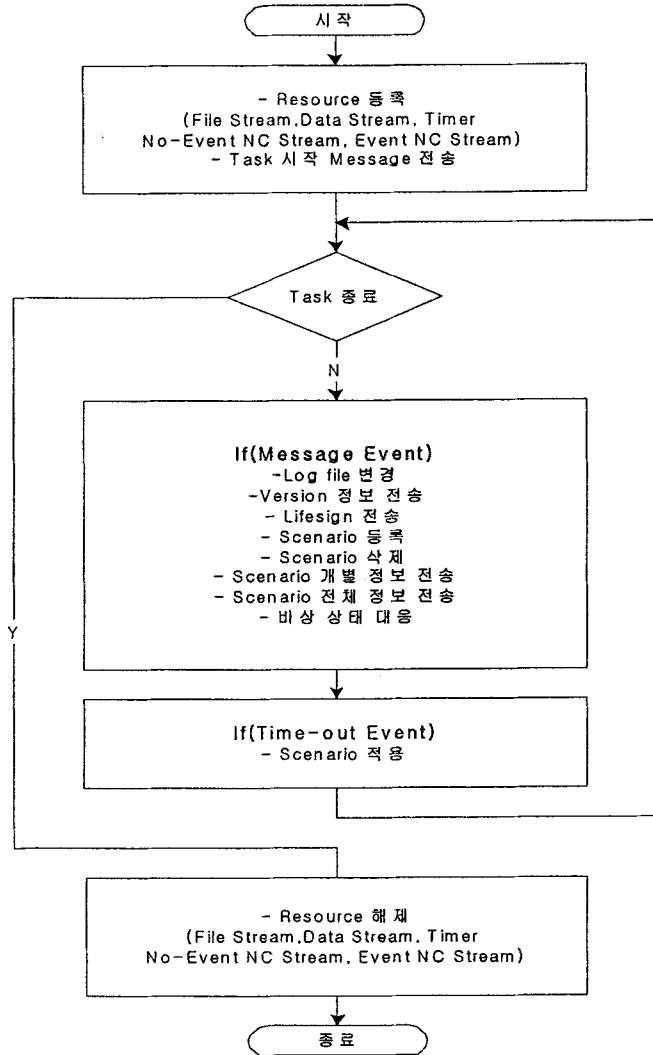 시작
- Resource 등록
(File Stream,Data Stream, Timer
No-Event NC Stream, Event NC Stream)
- Task 시작 Message 전송
Task 종료
N
If(Message Event)
-Log file 변경
-Version 정보 전송
- Lifesign 전송
- Scenario 등록
- Scenario 삭제
- Scenario 개별 정보 전송
- Scenario 전체 정보 전송
- 비상 상태 대응
Y
If(Time-out Event)
- Scenario 적용
- Resource 해제
(File Stream,Data Stream, Timer
No-Event NC Stream, Event NC Stream)
종료